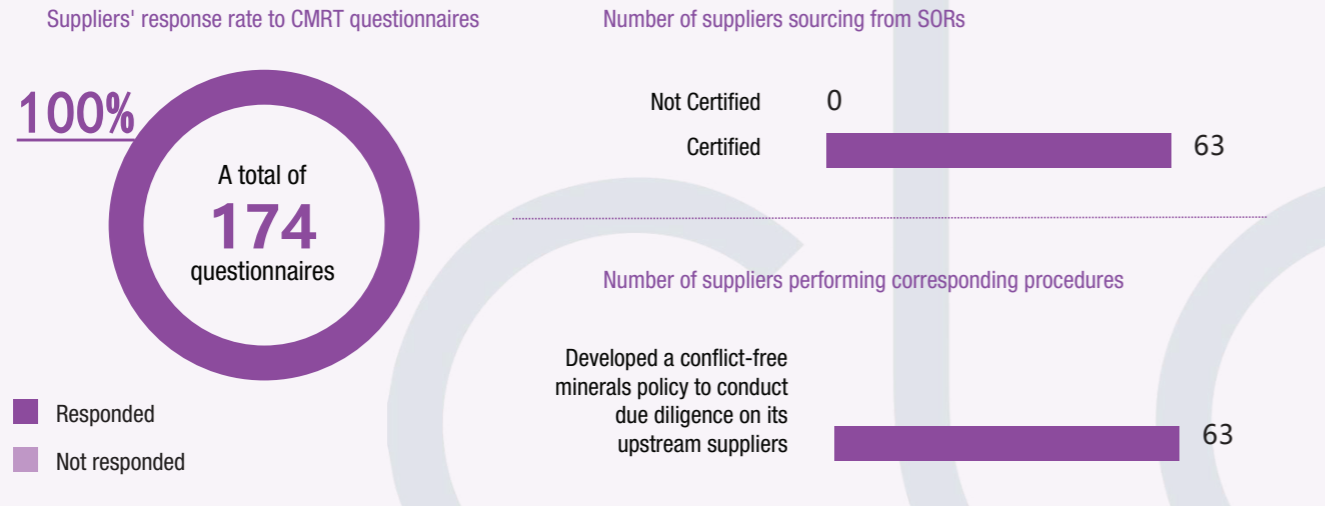 Suppliers' response rate to CMRT questionnaires
100%
A total of
174
questionnaires
Responded
Not responded
Number of suppliers sourcing from SORs
Not Certified 0
Certified 63
Number of suppliers performing corresponding procedures
Developed a conflict-free
minerals policy to conduct
due diligence on its
upstream suppliers
63